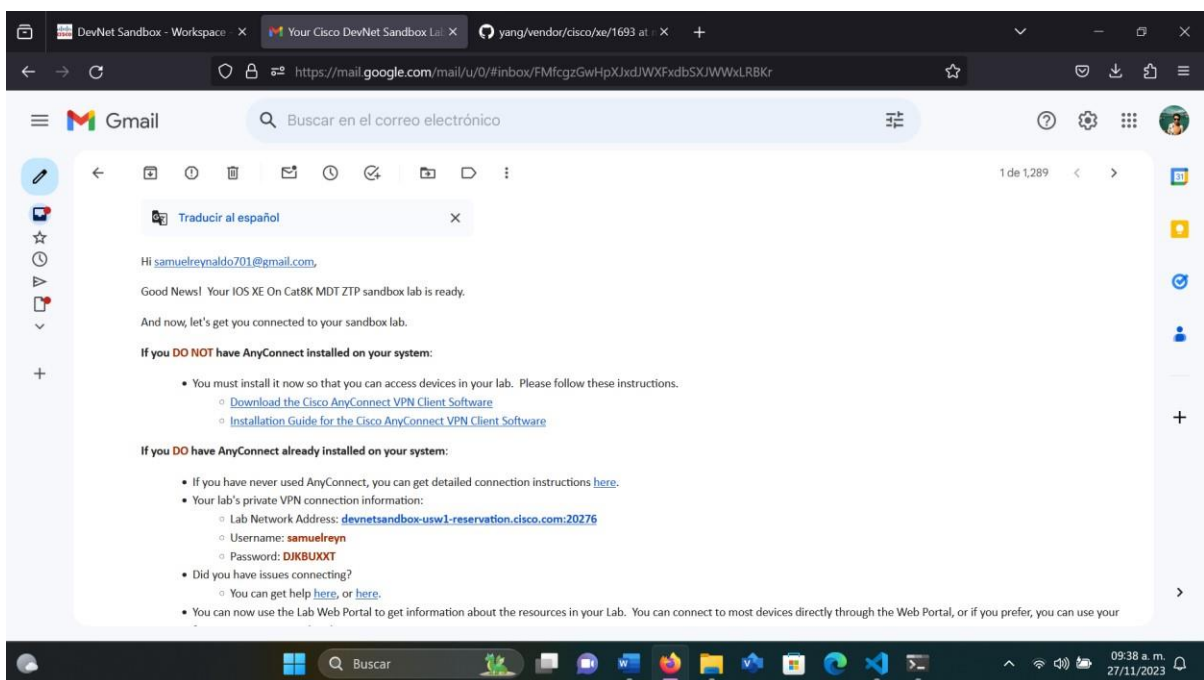 DevNet Sandbox - Workspace
Your Cisco DevNet Sandbox Lab
yang/vendor/cisco/xe/1693 at
https://mail.google.com/mail/u/0/#inbox/FMfcgzGwHpXJxdJWXFxdbSXJWWxLRBKr
Gmail
Buscar en el correo electrónico
1 de 1,289
31
Traducir al español
Hi samuelreynaldo701@gmail.com,
Good News! Your IOS XE On Cat8K MDT ZTP sandbox lab is ready.
And now, let's get you connected to your sandbox lab.
If you DO NOT have AnyConnect installed on your system:
• You must install it now so that you can access devices in your lab. Please follow these instructions.
○ Download the Cisco AnyConnect VPN Client Software
○ Installation Guide for the Cisco AnyConnect VPN Client Software
If you DO have AnyConnect already installed on your system:
• If you have never used AnyConnect, you can get detailed connection instructions here.
• Your lab's private VPN connection information:
○ Lab Network Address: devnetsandbox-usw1-reservation.cisco.com:20276
○ Username: samuelreyn
○ Password: DJKBUXXT
• Did you have issues connecting?
○ You can get help here, or here.
• You can now use the Lab Web Portal to get information about the resources in your Lab. You can connect to most devices directly through the Web Portal, or if you prefer, you can use your
Buscar
09:38 a. m.
27/11/2023